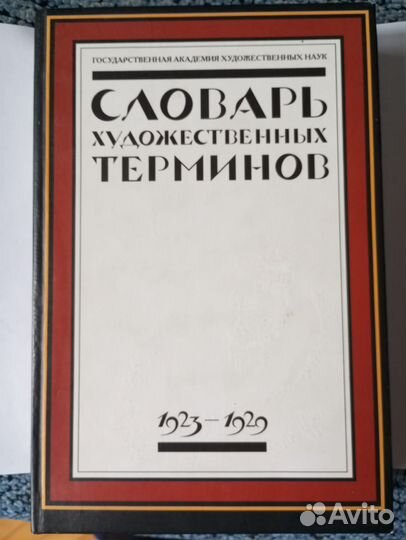 ГОСУДАРСТВЕННАЯ АКАДЕМИЯ ХУДОЖЕСТВЕННЫХ НАУК
СЛОВАРЬ
ХУДОЖЕСТВЕННЫХ
ТЕРМИНОВ
1923–1929
Avito